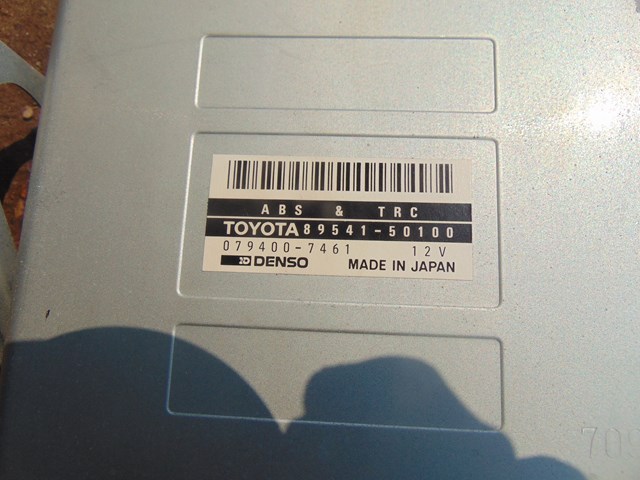 ABS & TRC
TOYOTA 89541-50100
079400-7461 12V
DENSO MADE IN JAPAN